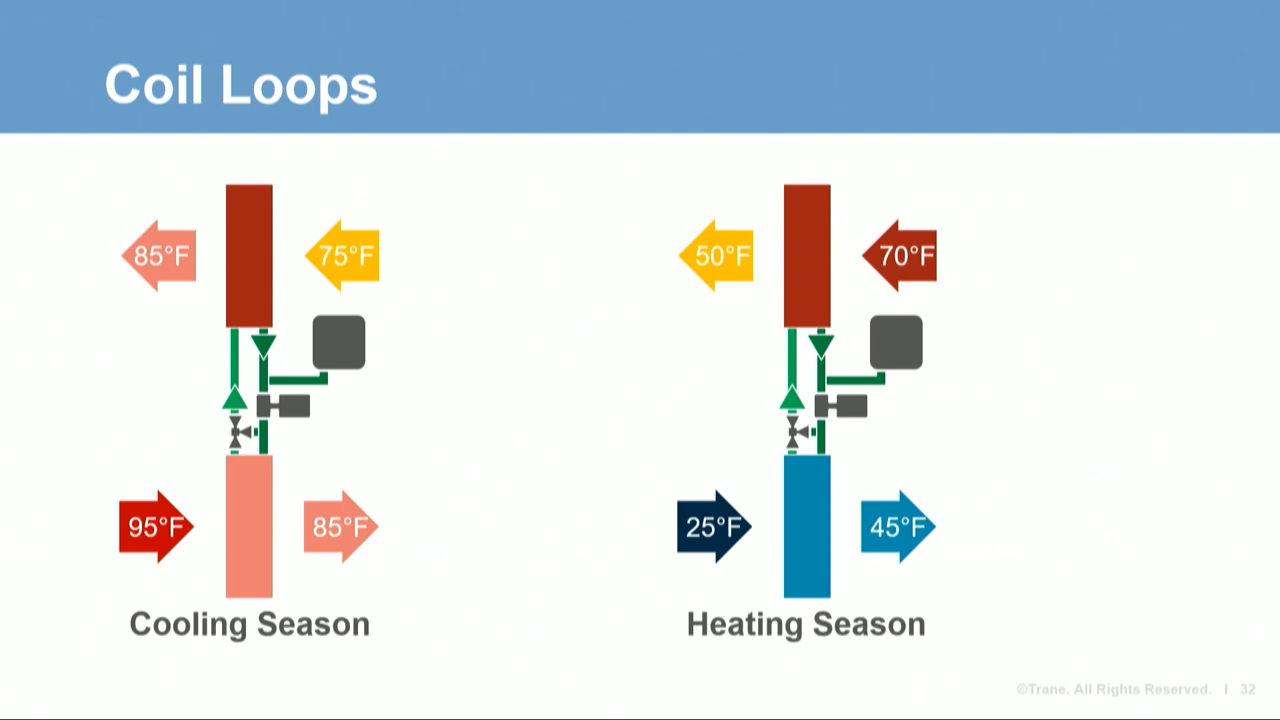 Coil Loops
85°F 75°F
50°F 70°F
95°F 85°F
25°F 45°F
Cooling Season
Heating Season
©Trane. All Rights Reserved. | 32